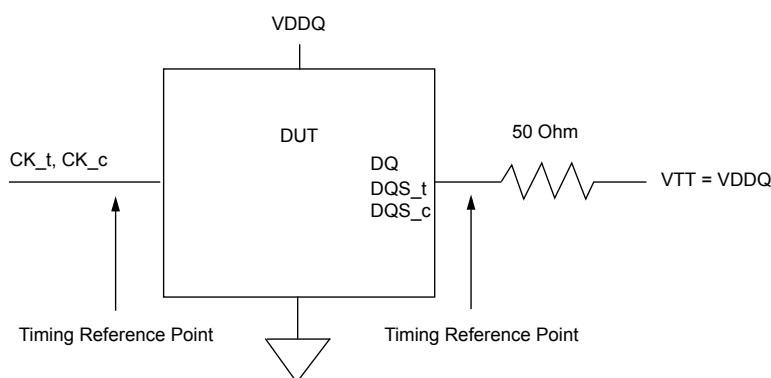 VDDQ
DUT
50 Ohm
CK_t, CK_c
DQ
DQS_t
DQS_c
VTT = VDDQ
Timing Reference Point
Timing Reference Point